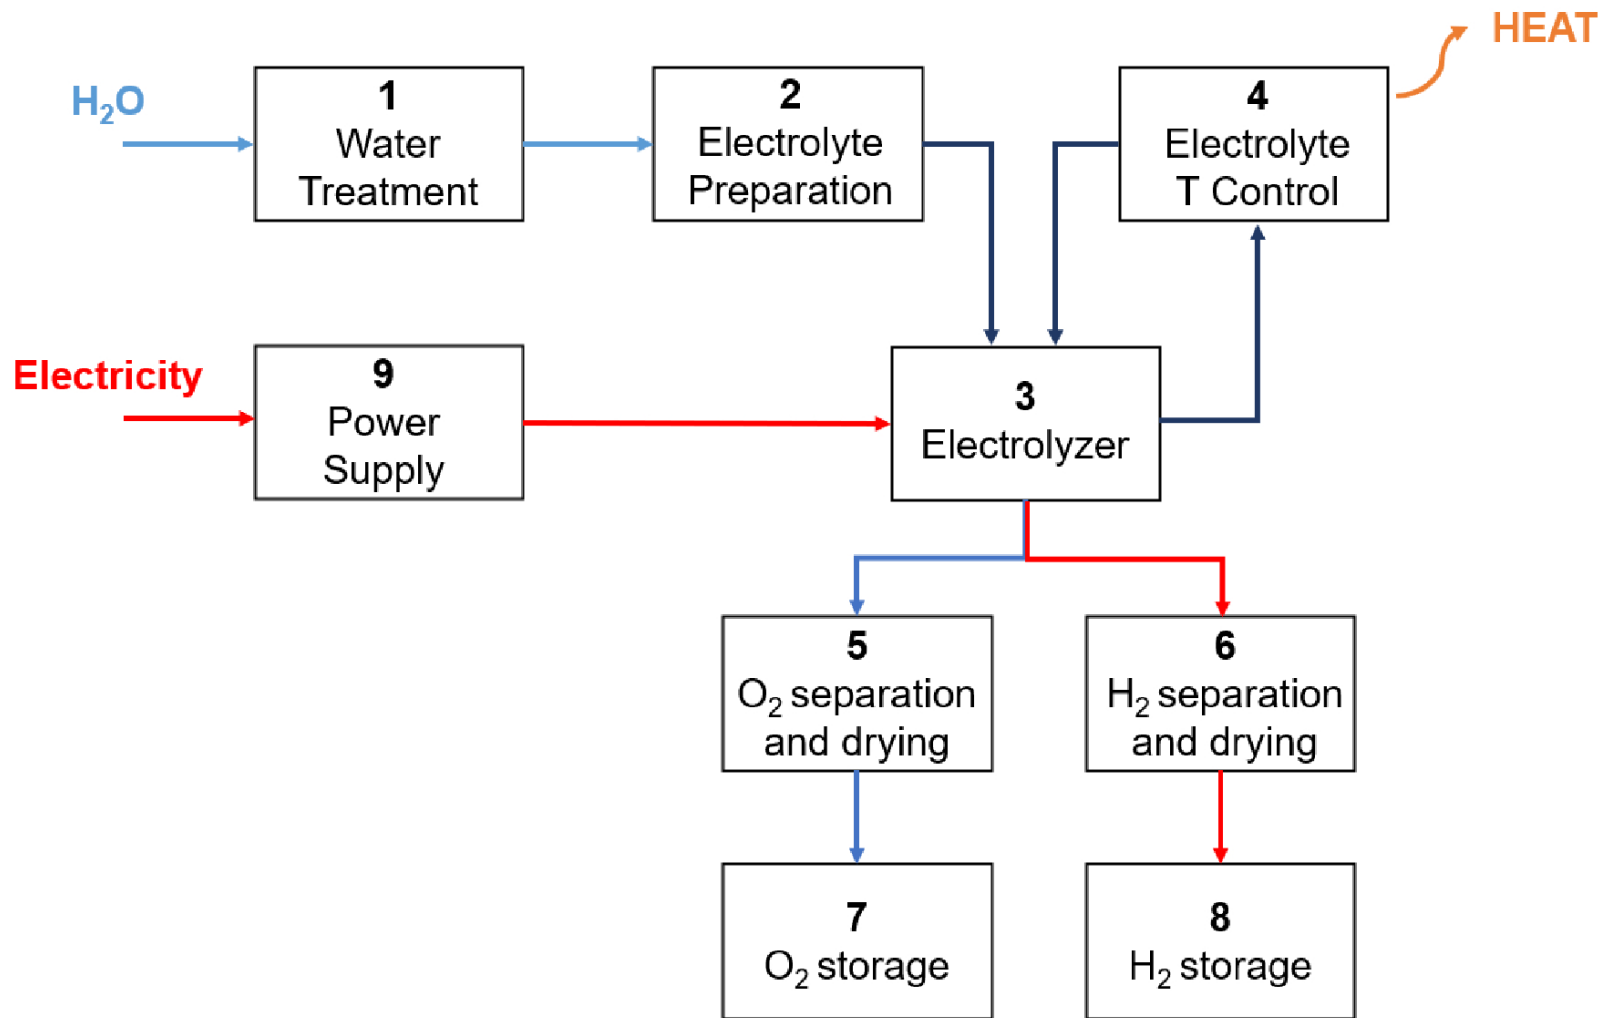 HEAT
H₂O
1
Water
Treatment
2
Electrolyte
Preparation
4
Electrolyte
T Control
Electricity
9
Power
Supply
3
Electrolyzer
5
O₂ separation
and drying
6
H₂ separation
and drying
7
O₂ storage
8
H₂ storage